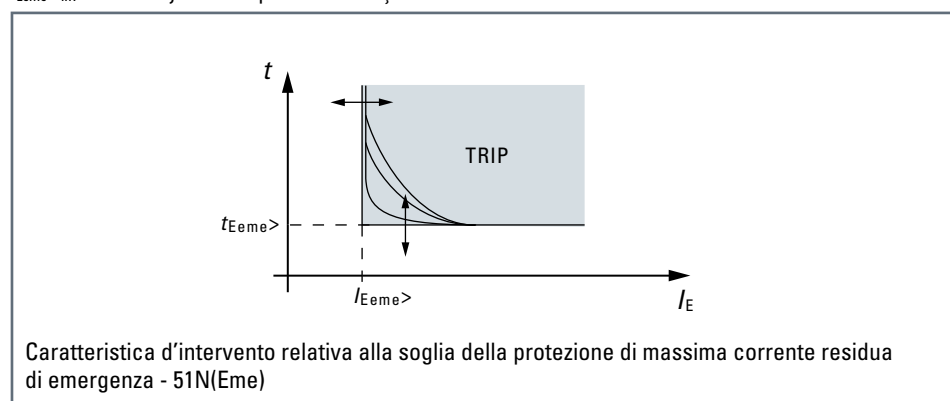 t
TRIP
tEeme>
IEeme>
IE
Caratteristica d'intervento relativa alla soglia della protezione di massima corrente residua
di emergenza - 51N(Eme)